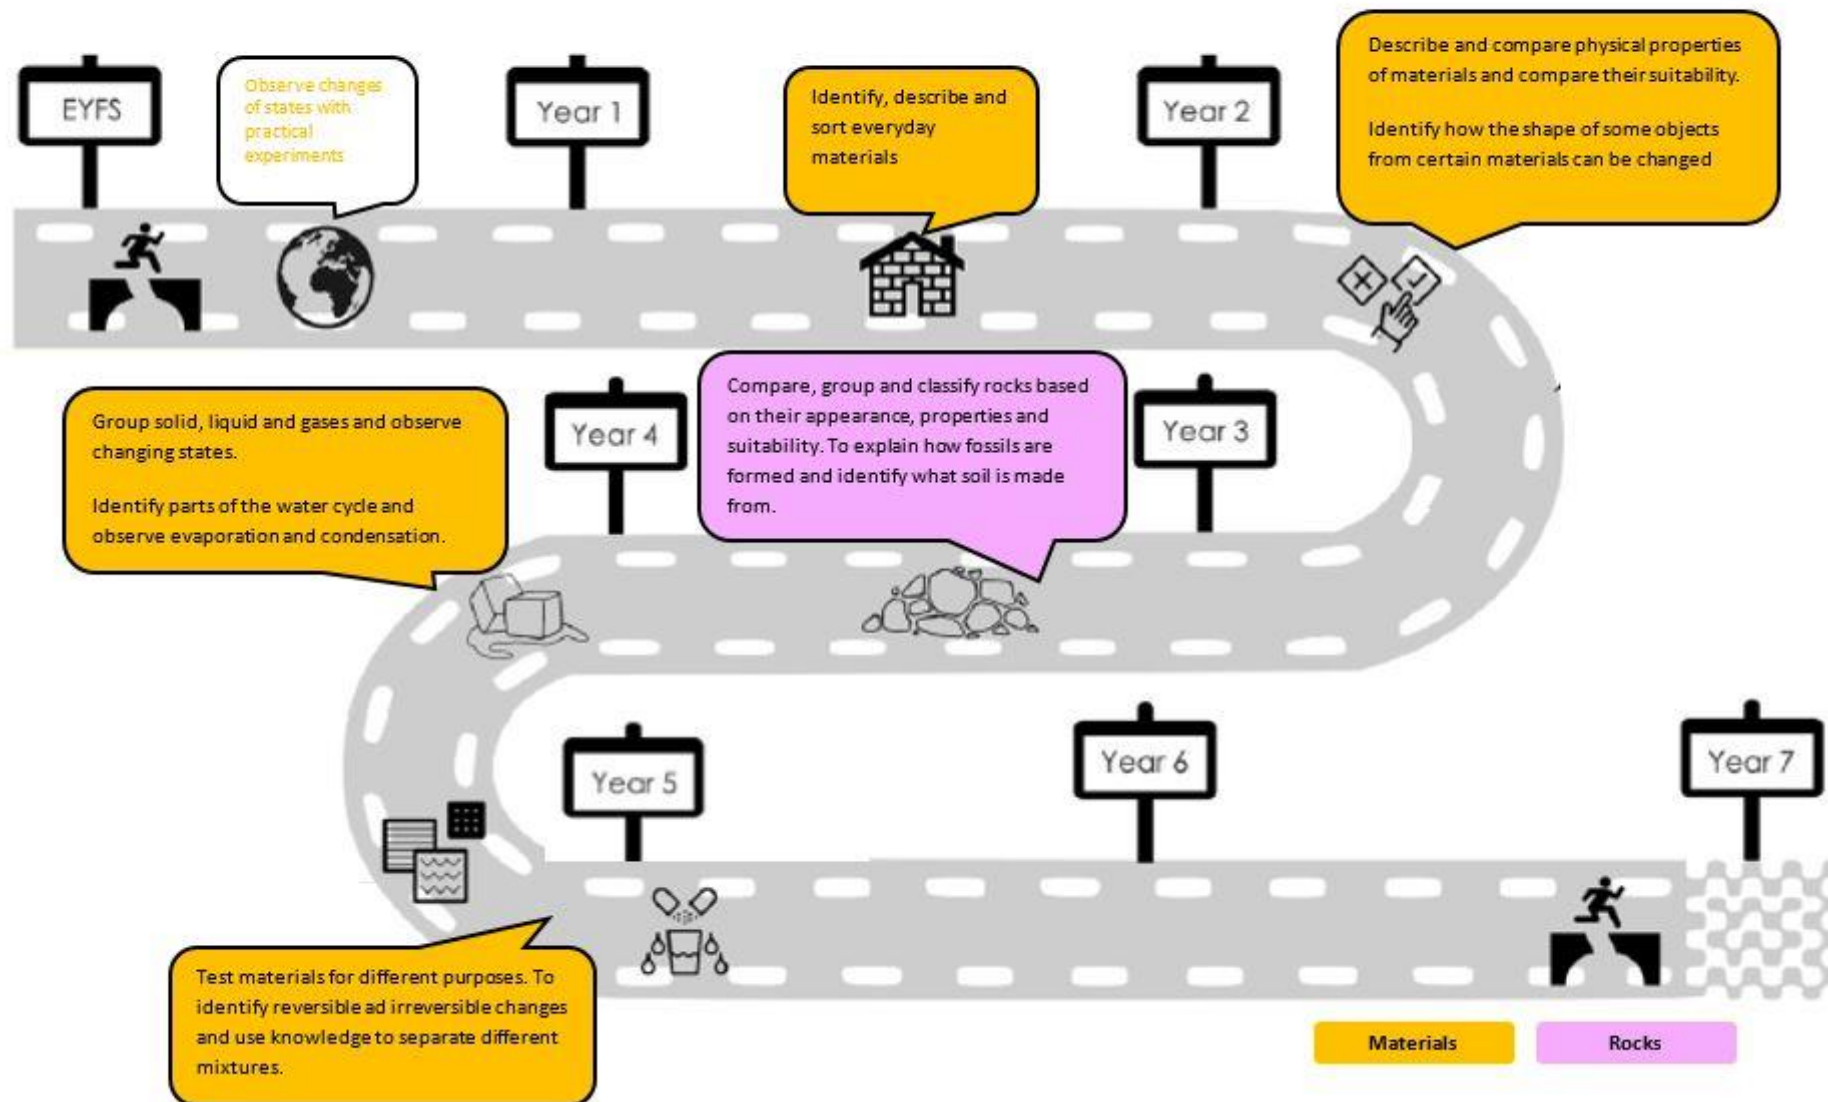 EYFS
Observe changes
of states with
practical
experiments
Year 1
Identify, describe and
sort everyday
materials
Year 2
Describe and compare physical properties
of materials and compare their suitability.
Identify how the shape of some objects
from certain materials can be changed
Year 3
Compare, group and classify rocks based
on their appearance, properties and
suitability. To explain how fossils are
formed and identify what soil is made
from.
Year 4
Group solid, liquid and gases and observe
changing states.
Identify parts of the water cycle and
observe evaporation and condensation.
Year 5
Test materials for different purposes. To
identify reversible ad irreversible changes
and use knowledge to separate different
mixtures.
Year 6
Year 7
Materials
Rocks